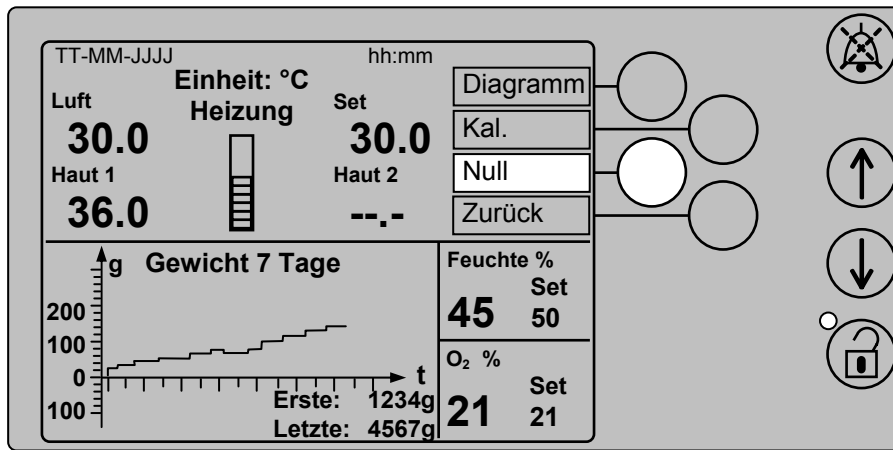 TT-MM-JJJJ hh:mm
Einheit: °C
Heizung
Luft
30.0
Set
30.0
Haut 1
36.0
Haut 2
--.-
Diagramm
Kal.
Null
Zurück
g Gewicht 7 Tage
200
100
0
100
t
Erste: 1234g
Letzte: 4567g
Feuchte %
Set
45 50
O₂ %
Set
21 21